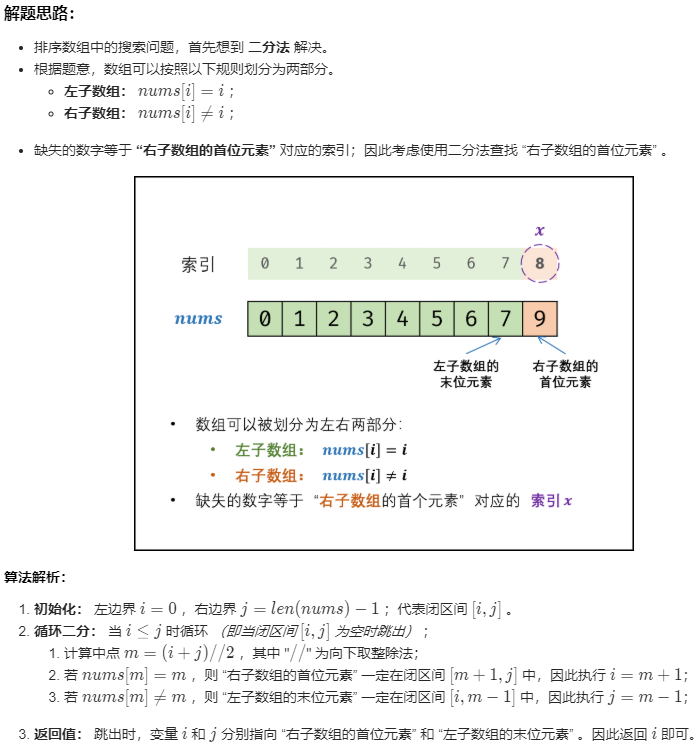 解题思路：
• 排序数组中的搜索问题，首先想到 二分法 解决。
• 根据题意，数组可以按照以下规则划分为两部分。
○ 左子数组： nums[i] = i ；
○ 右子数组： nums[i] ≠ i ；
• 缺失的数字等于 “右子数组的首位元素” 对应的索引；因此考虑使用二分法查找 “右子数组的首位元素” 。
x
索引 0 1 2 3 4 5 6 7 8
nums 0 1 2 3 4 5 6 7 9
左子数组的 右子数组的
末位元素 首位元素
• 数组可以被划分为左右两部分：
• 左子数组： nums[i] = i
• 右子数组： nums[i] ≠ i
• 缺失的数字等于 “右子数组的首个元素” 对应的 索引 x
算法解析：
1. 初始化： 左边界 i = 0 ，右边界 j = len(nums) − 1 ；代表闭区间 [i, j] 。
2. 循环二分： 当 i ≤ j 时循环 （即当闭区间 [i, j] 为空时跳出） ；
1. 计算中点 m = (i + j)//2 ，其中 "//" 为向下取整除法；
2. 若 nums[m] = m ，则 “右子数组的首位元素” 一定在闭区间 [m + 1, j] 中，因此执行 i = m + 1；
3. 若 nums[m] ≠ m ，则 “左子数组的末位元素” 一定在闭区间 [i, m − 1] 中，因此执行 j = m − 1；
3. 返回值： 跳出时，变量 i 和 j 分别指向 “右子数组的首位元素” 和 “左子数组的末位元素” 。因此返回 i 即可。